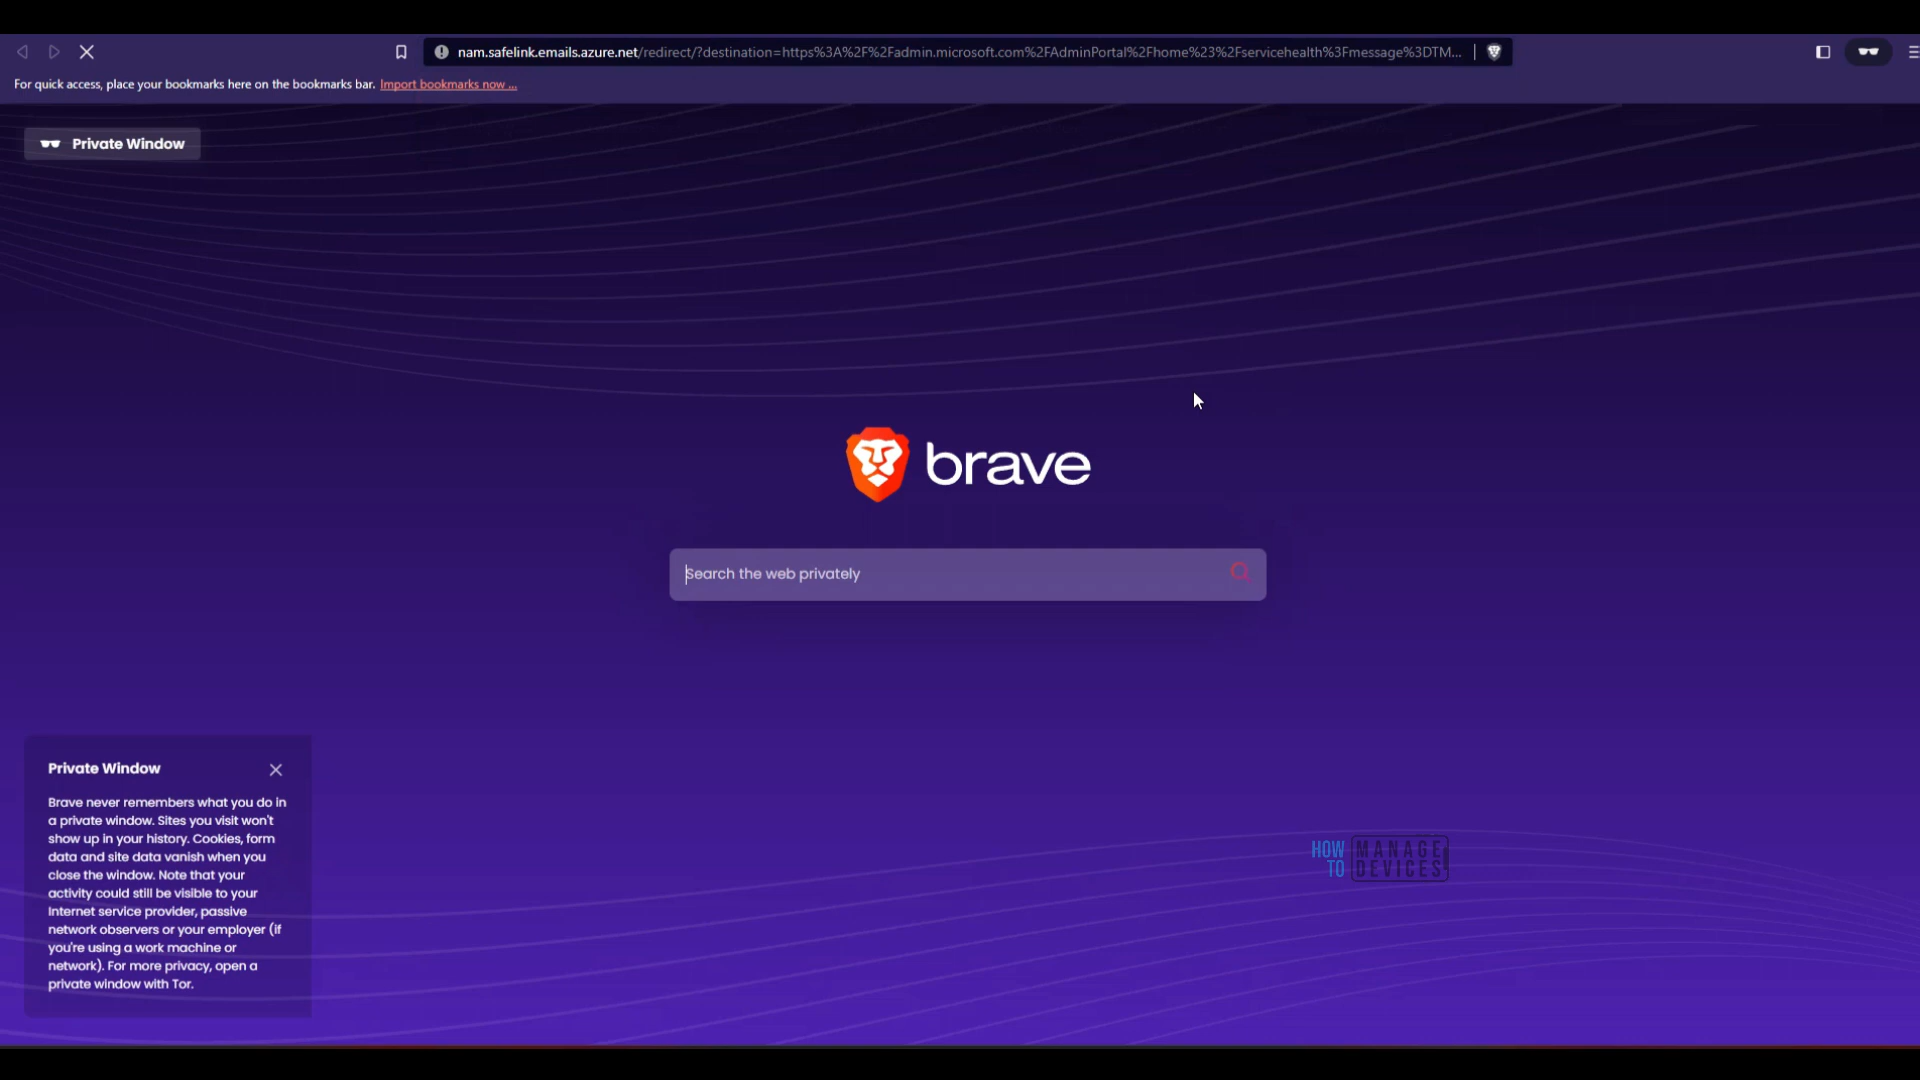 nam.safelink.emails.azure.net/redirect/?destination=https%3A%2F%2Fadmin.microsoft.com%2FAdminPortal%2Fhome%23%2Fservicehealth%3Fmessage%3DTM...
For quick access, place your bookmarks here on the bookmarks bar. Import bookmarks now ...
Private Window
brave
Search the web privately
Private Window
Brave never remembers what you do in
a private window. Sites you visit won't
show up in your history. Cookies, form
data and site data vanish when you
close the window. Note that your
activity could still be visible to your
Internet service provider, passive
network observers or your employer (if
you're using a work machine or
network). For more privacy, open a
private window with Tor.
HOW MANAGE
TO DEVICES